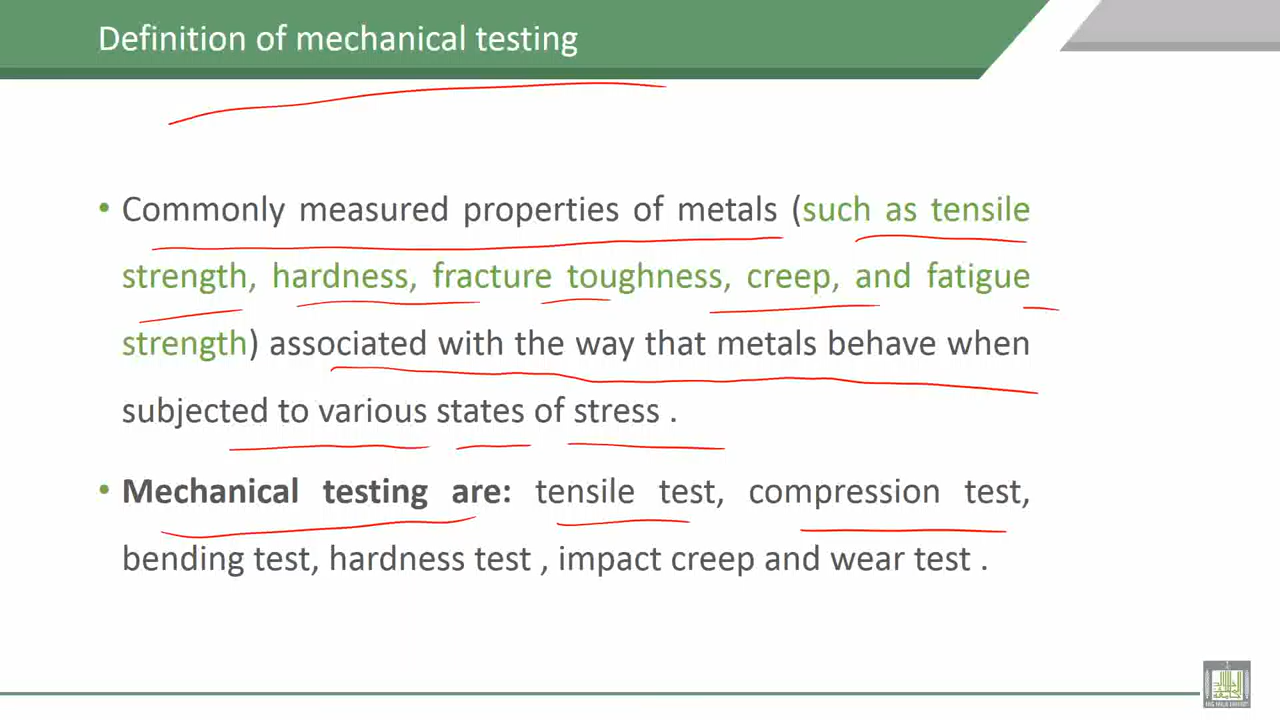 Definition of mechanical testing
• Commonly measured properties of metals (such as tensile
strength, hardness, fracture toughness, creep, and fatigue
strength) associated with the way that metals behave when
subjected to various states of stress .
• Mechanical testing are: tensile test, compression test,
bending test, hardness test , impact creep and wear test .